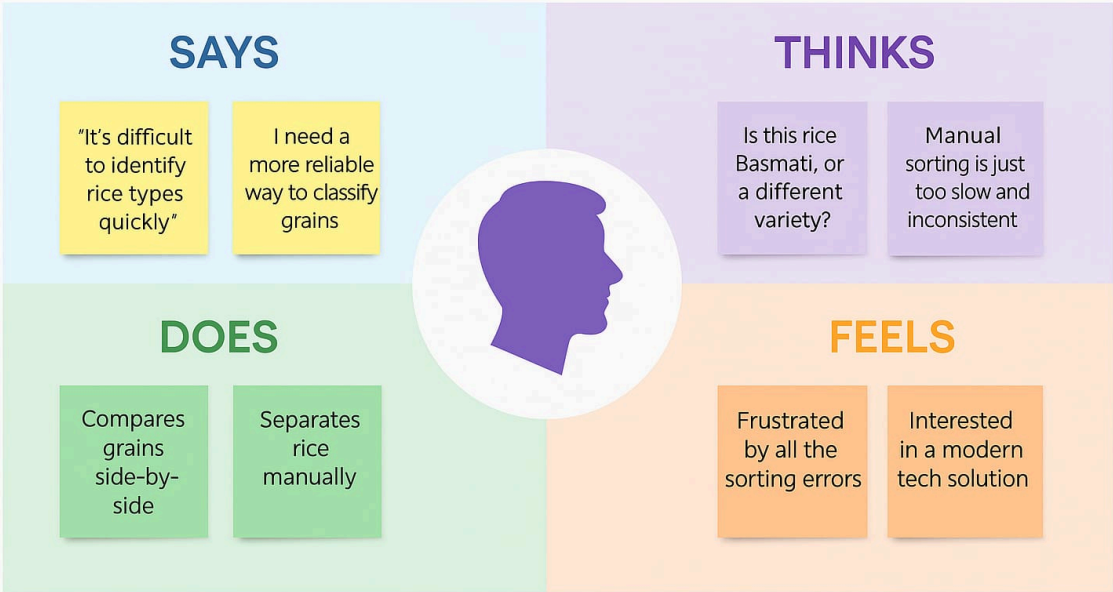 SAYS
"It's difficult
to identify
rice types
quickly"
I need a
more reliable
way to classify
grains
THINKS
Is this rice
Basmati, or
a different
variety?
Manual
sorting is just
too slow and
inconsistent
DOES
Compares
grains
side-by-
side
Separates
rice
manually
FEELS
Frustrated
by all the
sorting errors
Interested
in a modern
tech solution